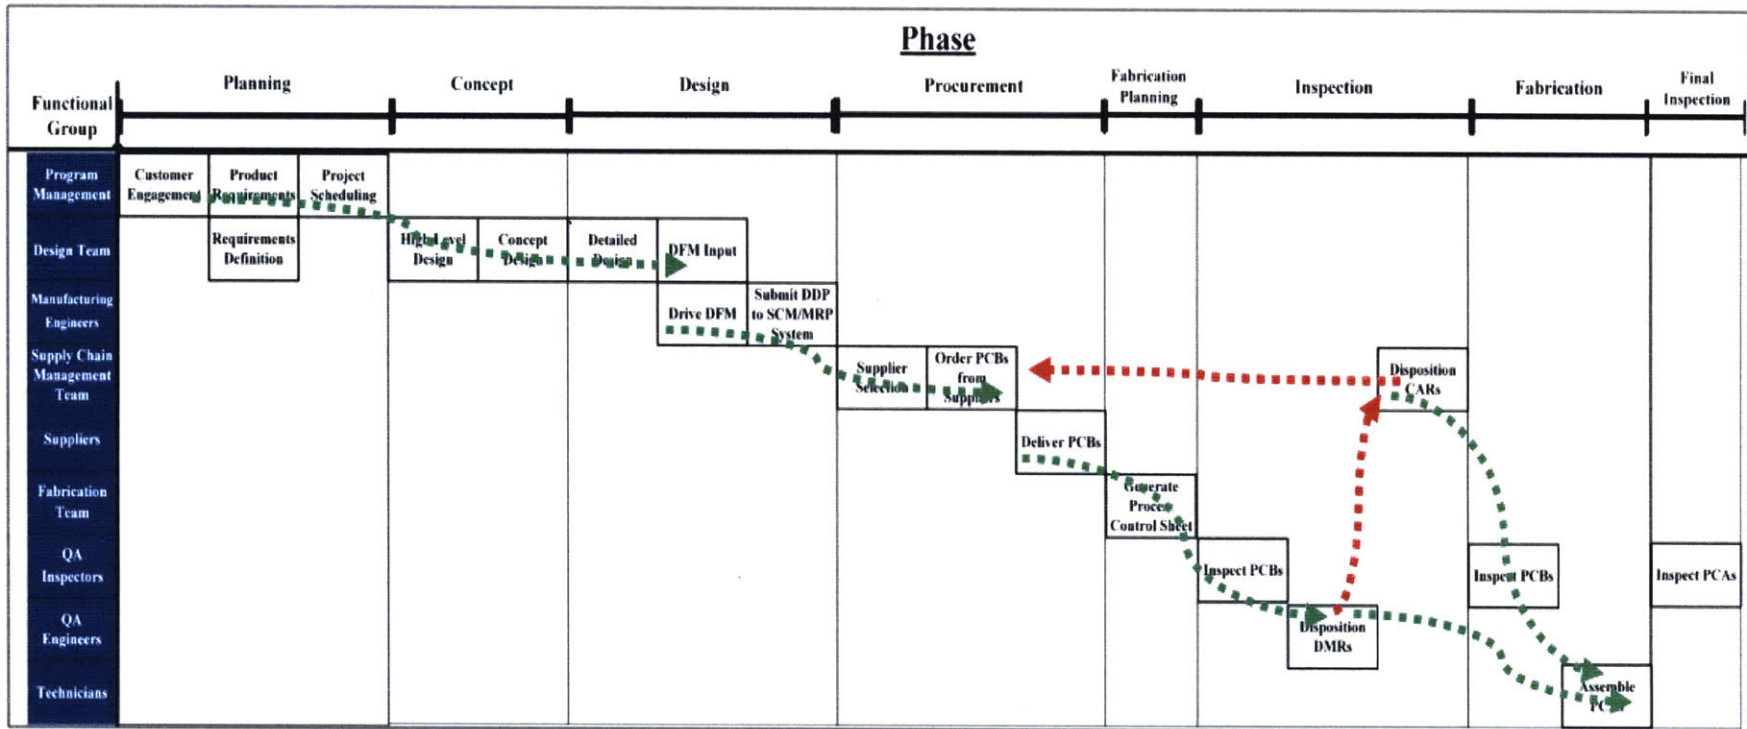 Phase
Functional
Group
Planning
Concept
Design
Procurement
Fabrication
Planning
Inspection
Fabrication
Final
Inspection
Program
Management
Customer
Engagement
Product
Requirements
Project
Scheduling
Design Team
Requirements
Definition
High-Level
Design
Concept
Design
Detailed
Design
DFM Input
Manufacturing
Engineers
Drive DFM
Submit DDP
to SCM/MRP
System
Supply Chain
Management
Team
Supplier
Selection
Order PCBs
from
Suppliers
Disposition
CARs
Suppliers
Deliver PCBs
Fabrication
Team
Generate
Process
Control Sheet
QA
Inspectors
Inspect PCBs
Inspect PCBs
Inspect PCAs
QA
Engineers
Disposition
DMRs
Technicians
Assemble